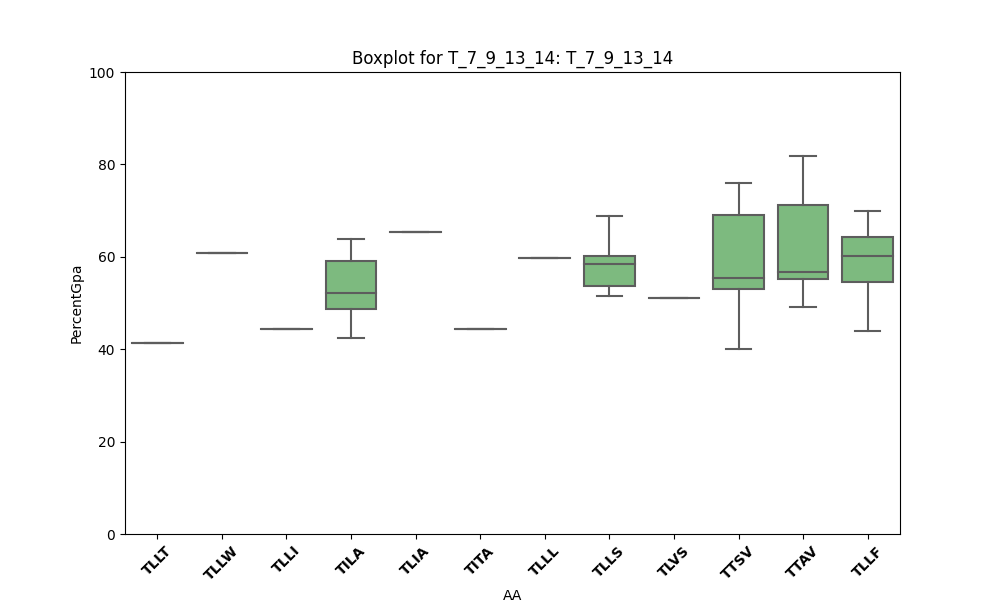 Boxplot for T_7_9_13_14: T_7_9_13_14
100
80
60
40
20
0
PercentGpa
TLLT
TLLW
TLLI
TILA
TLIA
TITA
TLLL
TLLS
TLVS
TTSV
TTAV
TLLF
AA